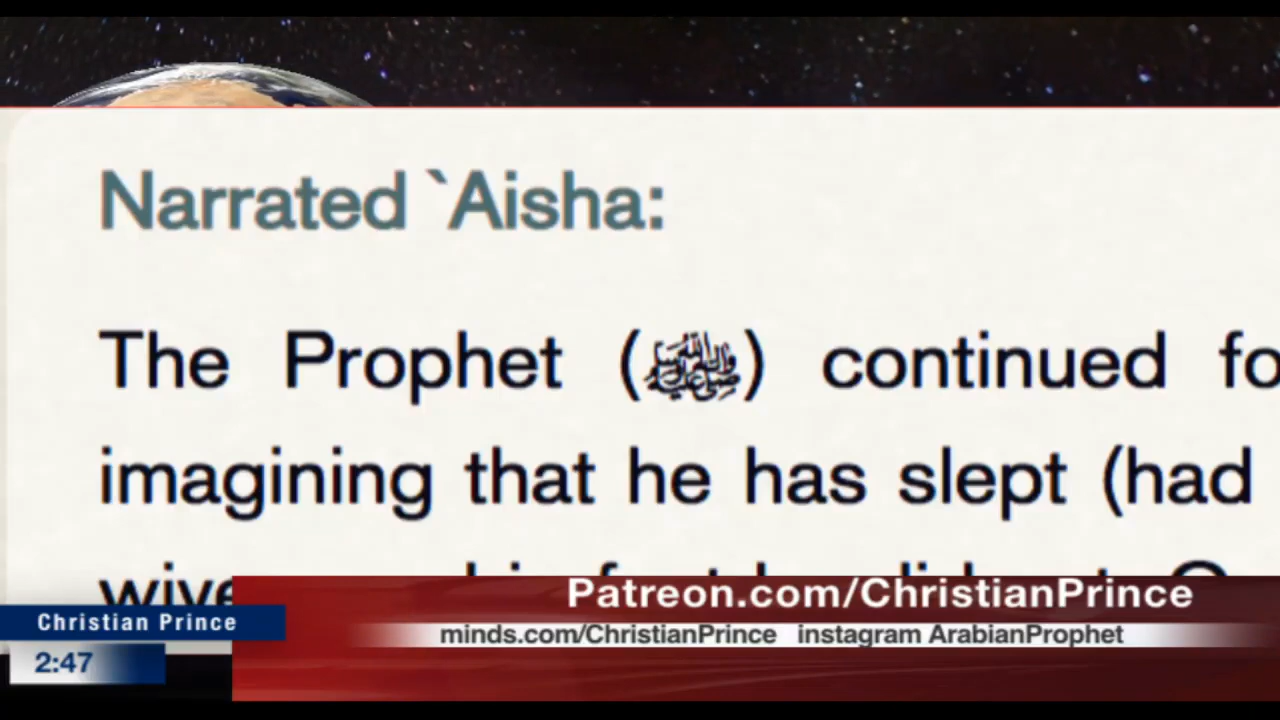 Narrated `Aisha:
The Prophet (ﷺ) continued fo
imagining that he has slept (had
wive
Patreon.com/ChristianPrince
Christian Prince
minds.com/ChristianPrince instagram ArabianProphet
2:47